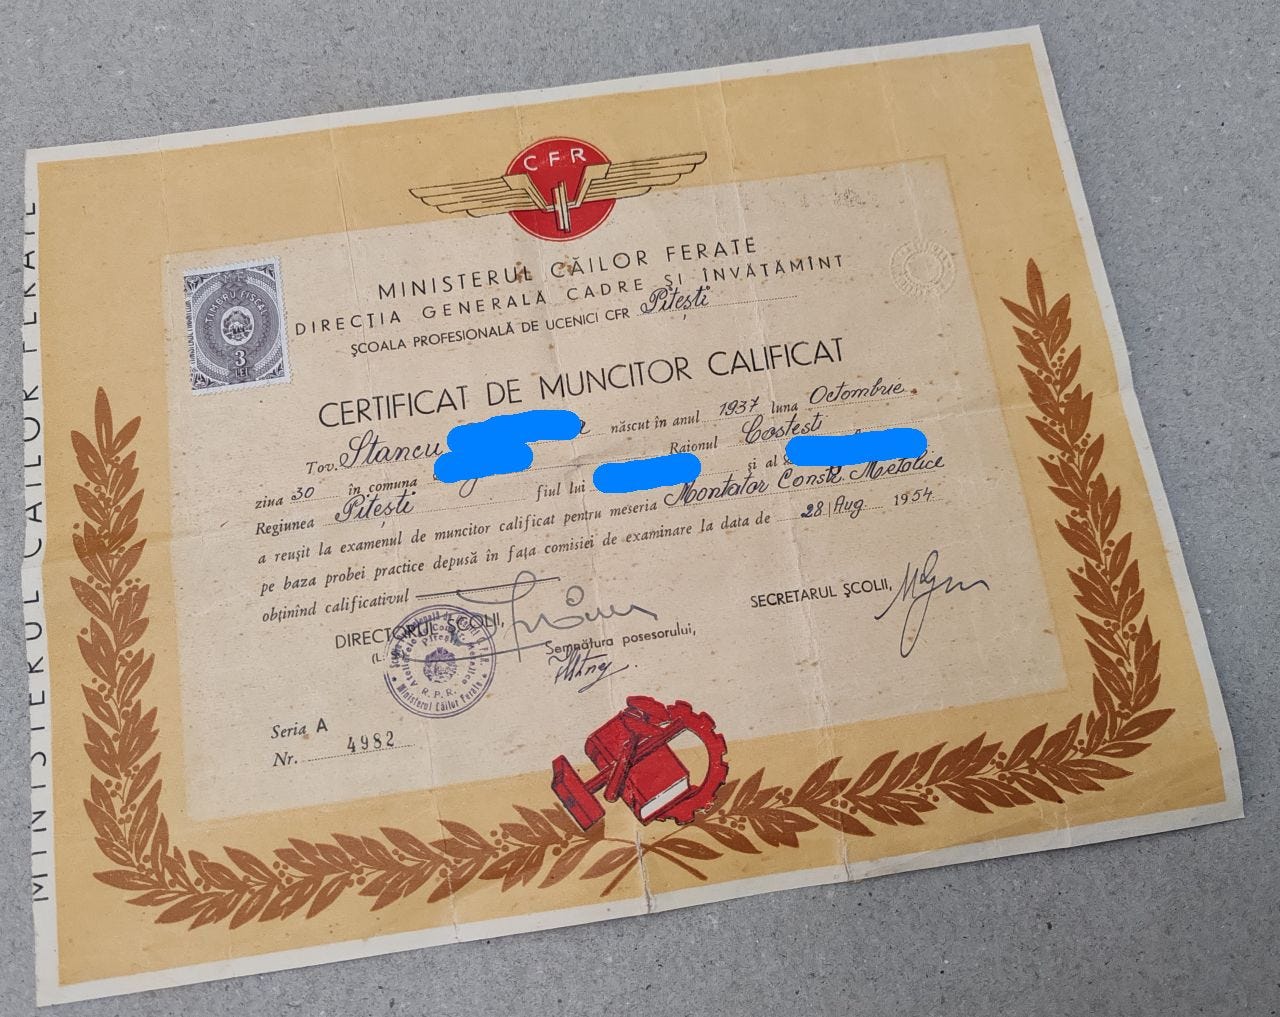 MINISTERUL CĂILOR FERATE
CFR
MINISTERUL CĂILOR FERATE
DIRECȚIA GENERALĂ CADRE ȘI ÎNVĂTĂMÎNT
ȘCOALA PROFESIONALĂ DE UCENICI CFR Pitești
TIMBRU FISCAL
3
LEI
CERTIFICAT DE MUNCITOR CALIFICAT
Tov. Stancu născut în anul 1937 luna Octombrie
ziua 30 în comuna Raionul Costesti
Regiunea Pitești fiul lui și al
a reușit la examenul de muncitor calificat pentru meseria Montator Constr. Metalice
pe baza probei practice depusă în fața comisiei de examinare la data de 28 Aug 1954
obținînd calificativul
DIRECTORUL ȘCOLII,
SECRETARUL ȘCOLII,
(L.
Semnătura posesorului,
R.P.R.
Ministerul Căilor Ferate
Seria A
Nr. 4982